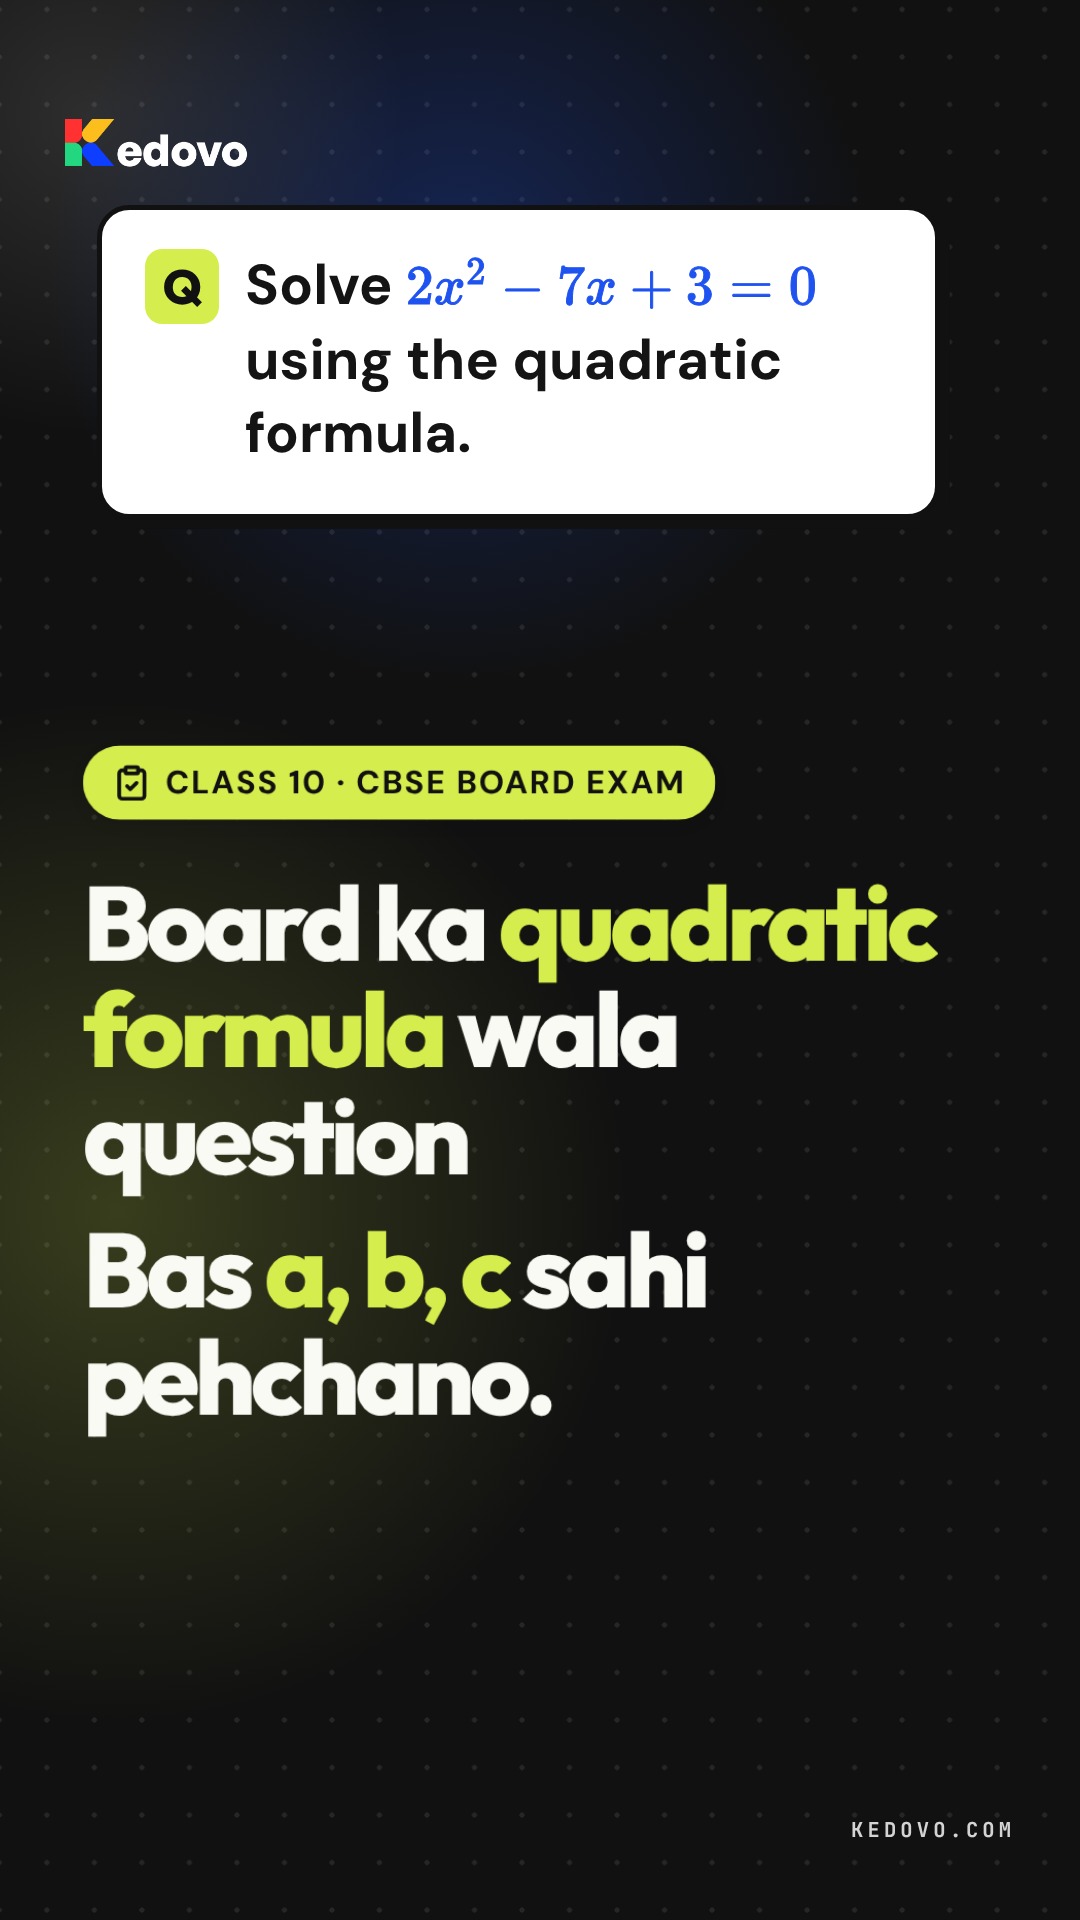 Kedovo
Q Solve 2x² − 7x + 3 = 0
using the quadratic
formula.
CLASS 10 · CBSE BOARD EXAM
Board ka quadratic
formula wala
question
Bas a, b, c sahi
pehchano.
KEDOVO.COM